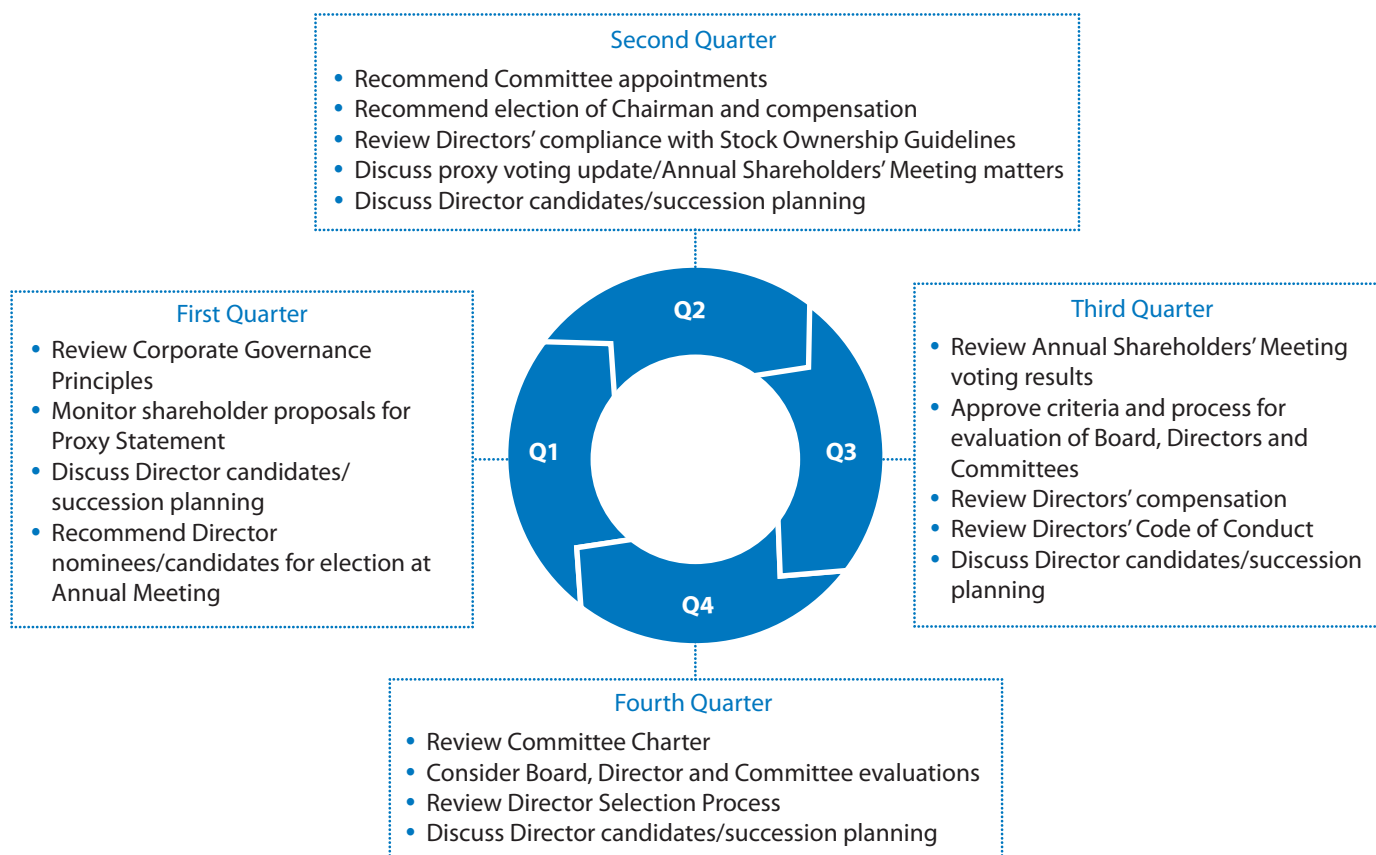 Second Quarter
• Recommend Committee appointments
• Recommend election of Chairman and compensation
• Review Directors’ compliance with Stock Ownership Guidelines
• Discuss proxy voting update/Annual Shareholders’ Meeting matters
• Discuss Director candidates/succession planning
First Quarter
• Review Corporate Governance
Principles
• Monitor shareholder proposals for
Proxy Statement
• Discuss Director candidates/
succession planning
• Recommend Director
nominees/candidates for election at
Annual Meeting
Q2
Q1
Q3
Q4
Third Quarter
• Review Annual Shareholders’ Meeting
voting results
• Approve criteria and process for
evaluation of Board, Directors and
Committees
• Review Directors’ compensation
• Review Directors’ Code of Conduct
• Discuss Director candidates/succession
planning
Fourth Quarter
• Review Committee Charter
• Consider Board, Director and Committee evaluations
• Review Director Selection Process
• Discuss Director candidates/succession planning